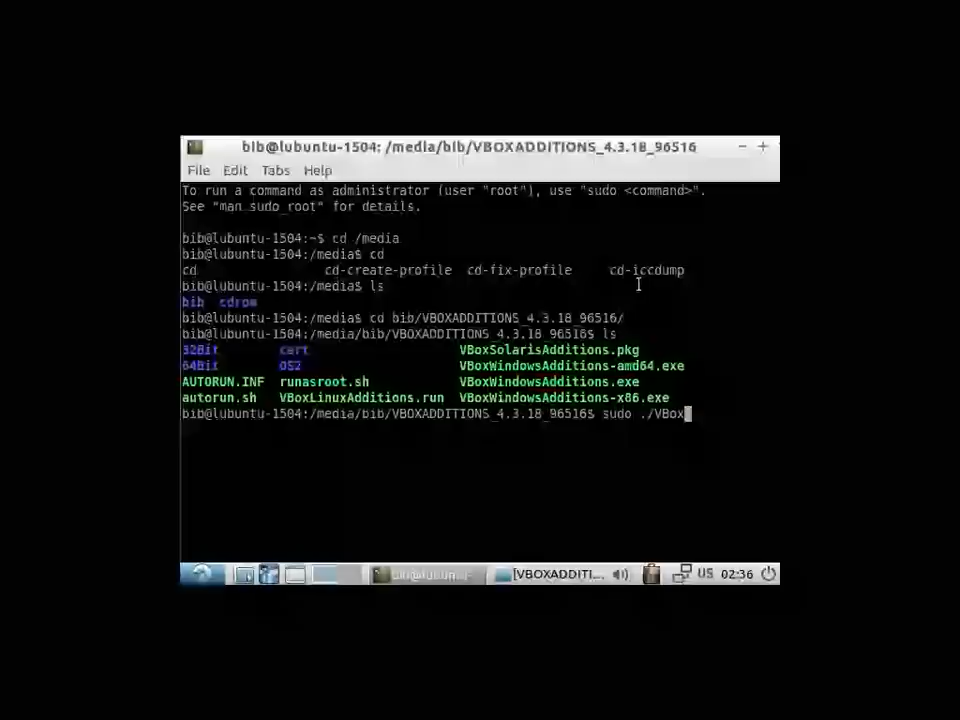 bib@lubuntu-1504: /media/bib/VBOXADDITIONS_4.3.18_96516
File Edit Tabs Help
To run a command as administrator (user "root"), use "sudo <command>".
See "man sudo_root" for details.
bib@lubuntu-1504:~$ cd /media
bib@lubuntu-1504:/media$ cd
cd cd-create-profile cd-fix-profile cd-iccdump
bib@lubuntu-1504:/media$ ls
bib cdrom
bib@lubuntu-1504:/media$ cd bib/VBOXADDITIONS_4.3.18_96516/
bib@lubuntu-1504:/media/bib/VBOXADDITIONS_4.3.18_96516$ ls
32Bit cert VBoxSolarisAdditions.pkg
64Bit OS2 VBoxWindowsAdditions-amd64.exe
AUTORUN.INF runasroot.sh VBoxWindowsAdditions.exe
autorun.sh VBoxLinuxAdditions.run VBoxWindowsAdditions-x86.exe
bib@lubuntu-1504:/media/bib/VBOXADDITIONS_4.3.18_96516$ sudo ./VBox
bib@lubuntu-... [VBOXADDITI... US 02:36